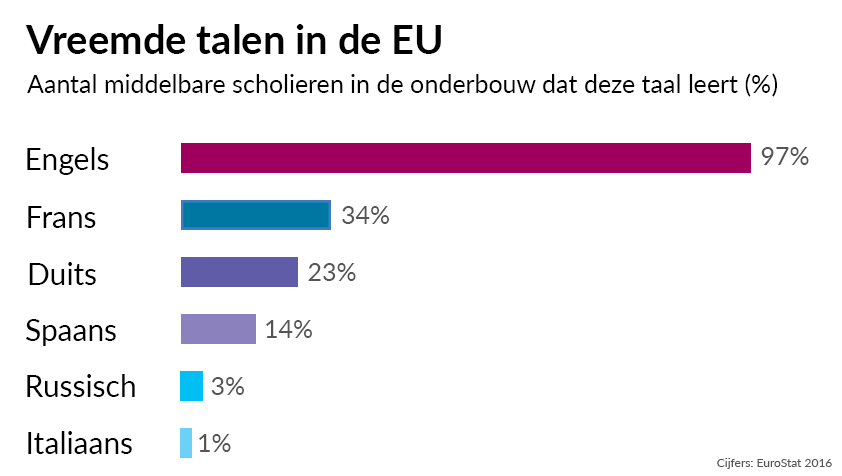 Vreemde talen in de EU
Aantal middelbare scholieren in de onderbouw dat deze taal leert (%)
Engels 97%
Frans 34%
Duits 23%
Spaans 14%
Russisch 3%
Italiaans 1%
Cijfers: EuroStat 2016